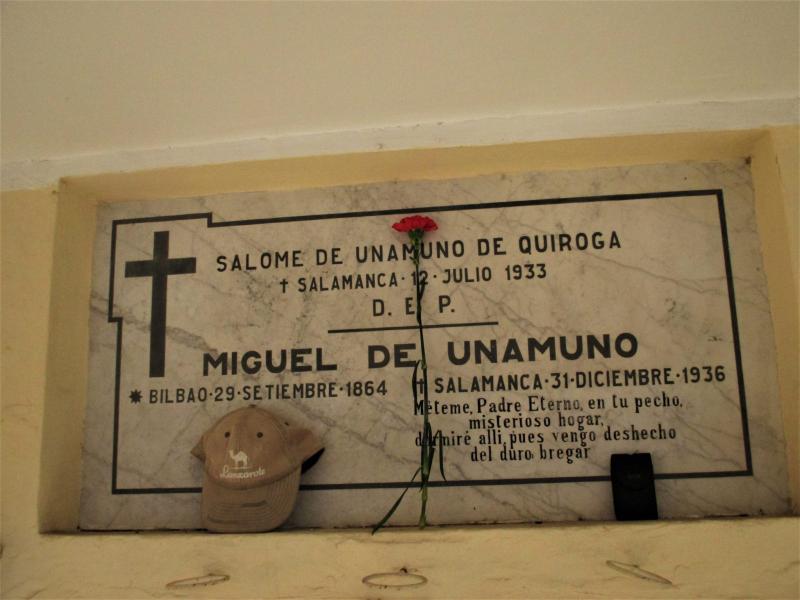 SALOME DE UNAMUNO DE QUIROGA
† SALAMANCA·12·JULIO 1933
D. E. P.
MIGUEL DE UNAMUNO
✷ BILBAO·29·SETIEMBRE·1864 † SALAMANCA·31·DICIEMBRE·1936
Méteme, Padre Eterno, en tu pecho,
misterioso hogar,
dormiré alli, pues vengo deshecho
del duro bregar
Lanzarote